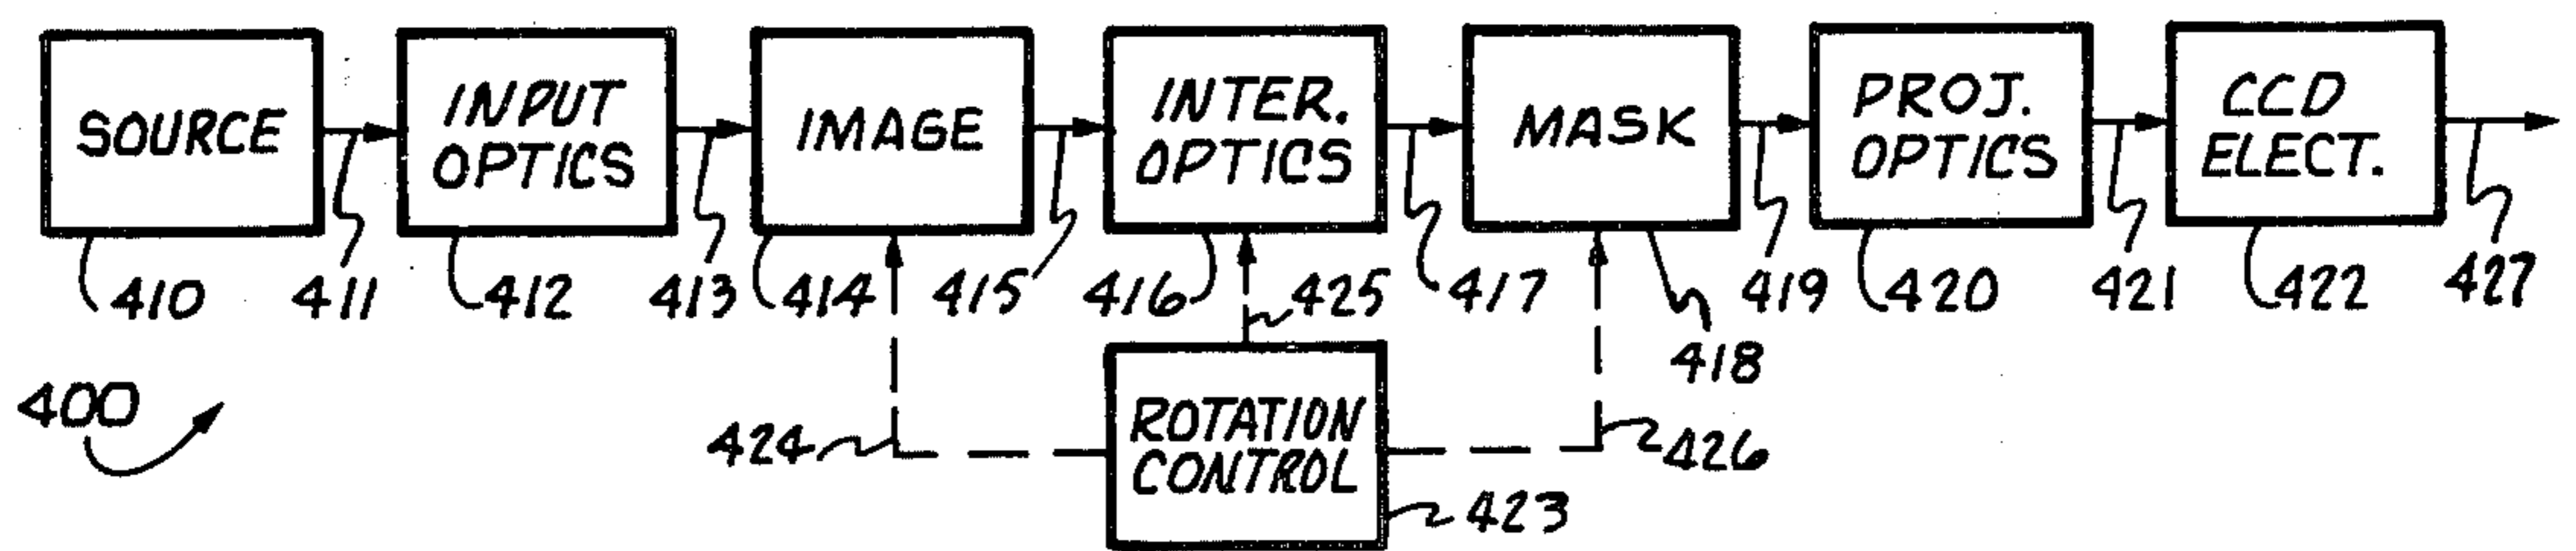 SOURCE
INPUT
OPTICS
IMAGE
INTER.
OPTICS
MASK
PROJ.
OPTICS
CCD
ELECT.
410
411
412
413
414
415
416
425
417
418
419
420
421
422
427
400
424
ROTATION
CONTROL
426
423